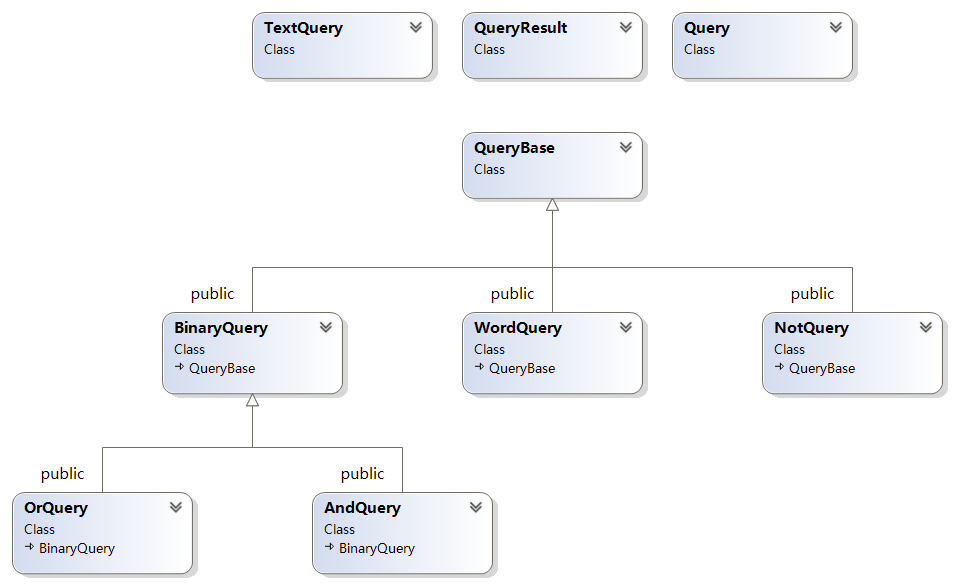 TextQuery
Class
QueryResult
Class
Query
Class
QueryBase
Class
public
public
public
BinaryQuery
Class
QueryBase
WordQuery
Class
QueryBase
NotQuery
Class
QueryBase
public
public
OrQuery
Class
BinaryQuery
AndQuery
Class
BinaryQuery